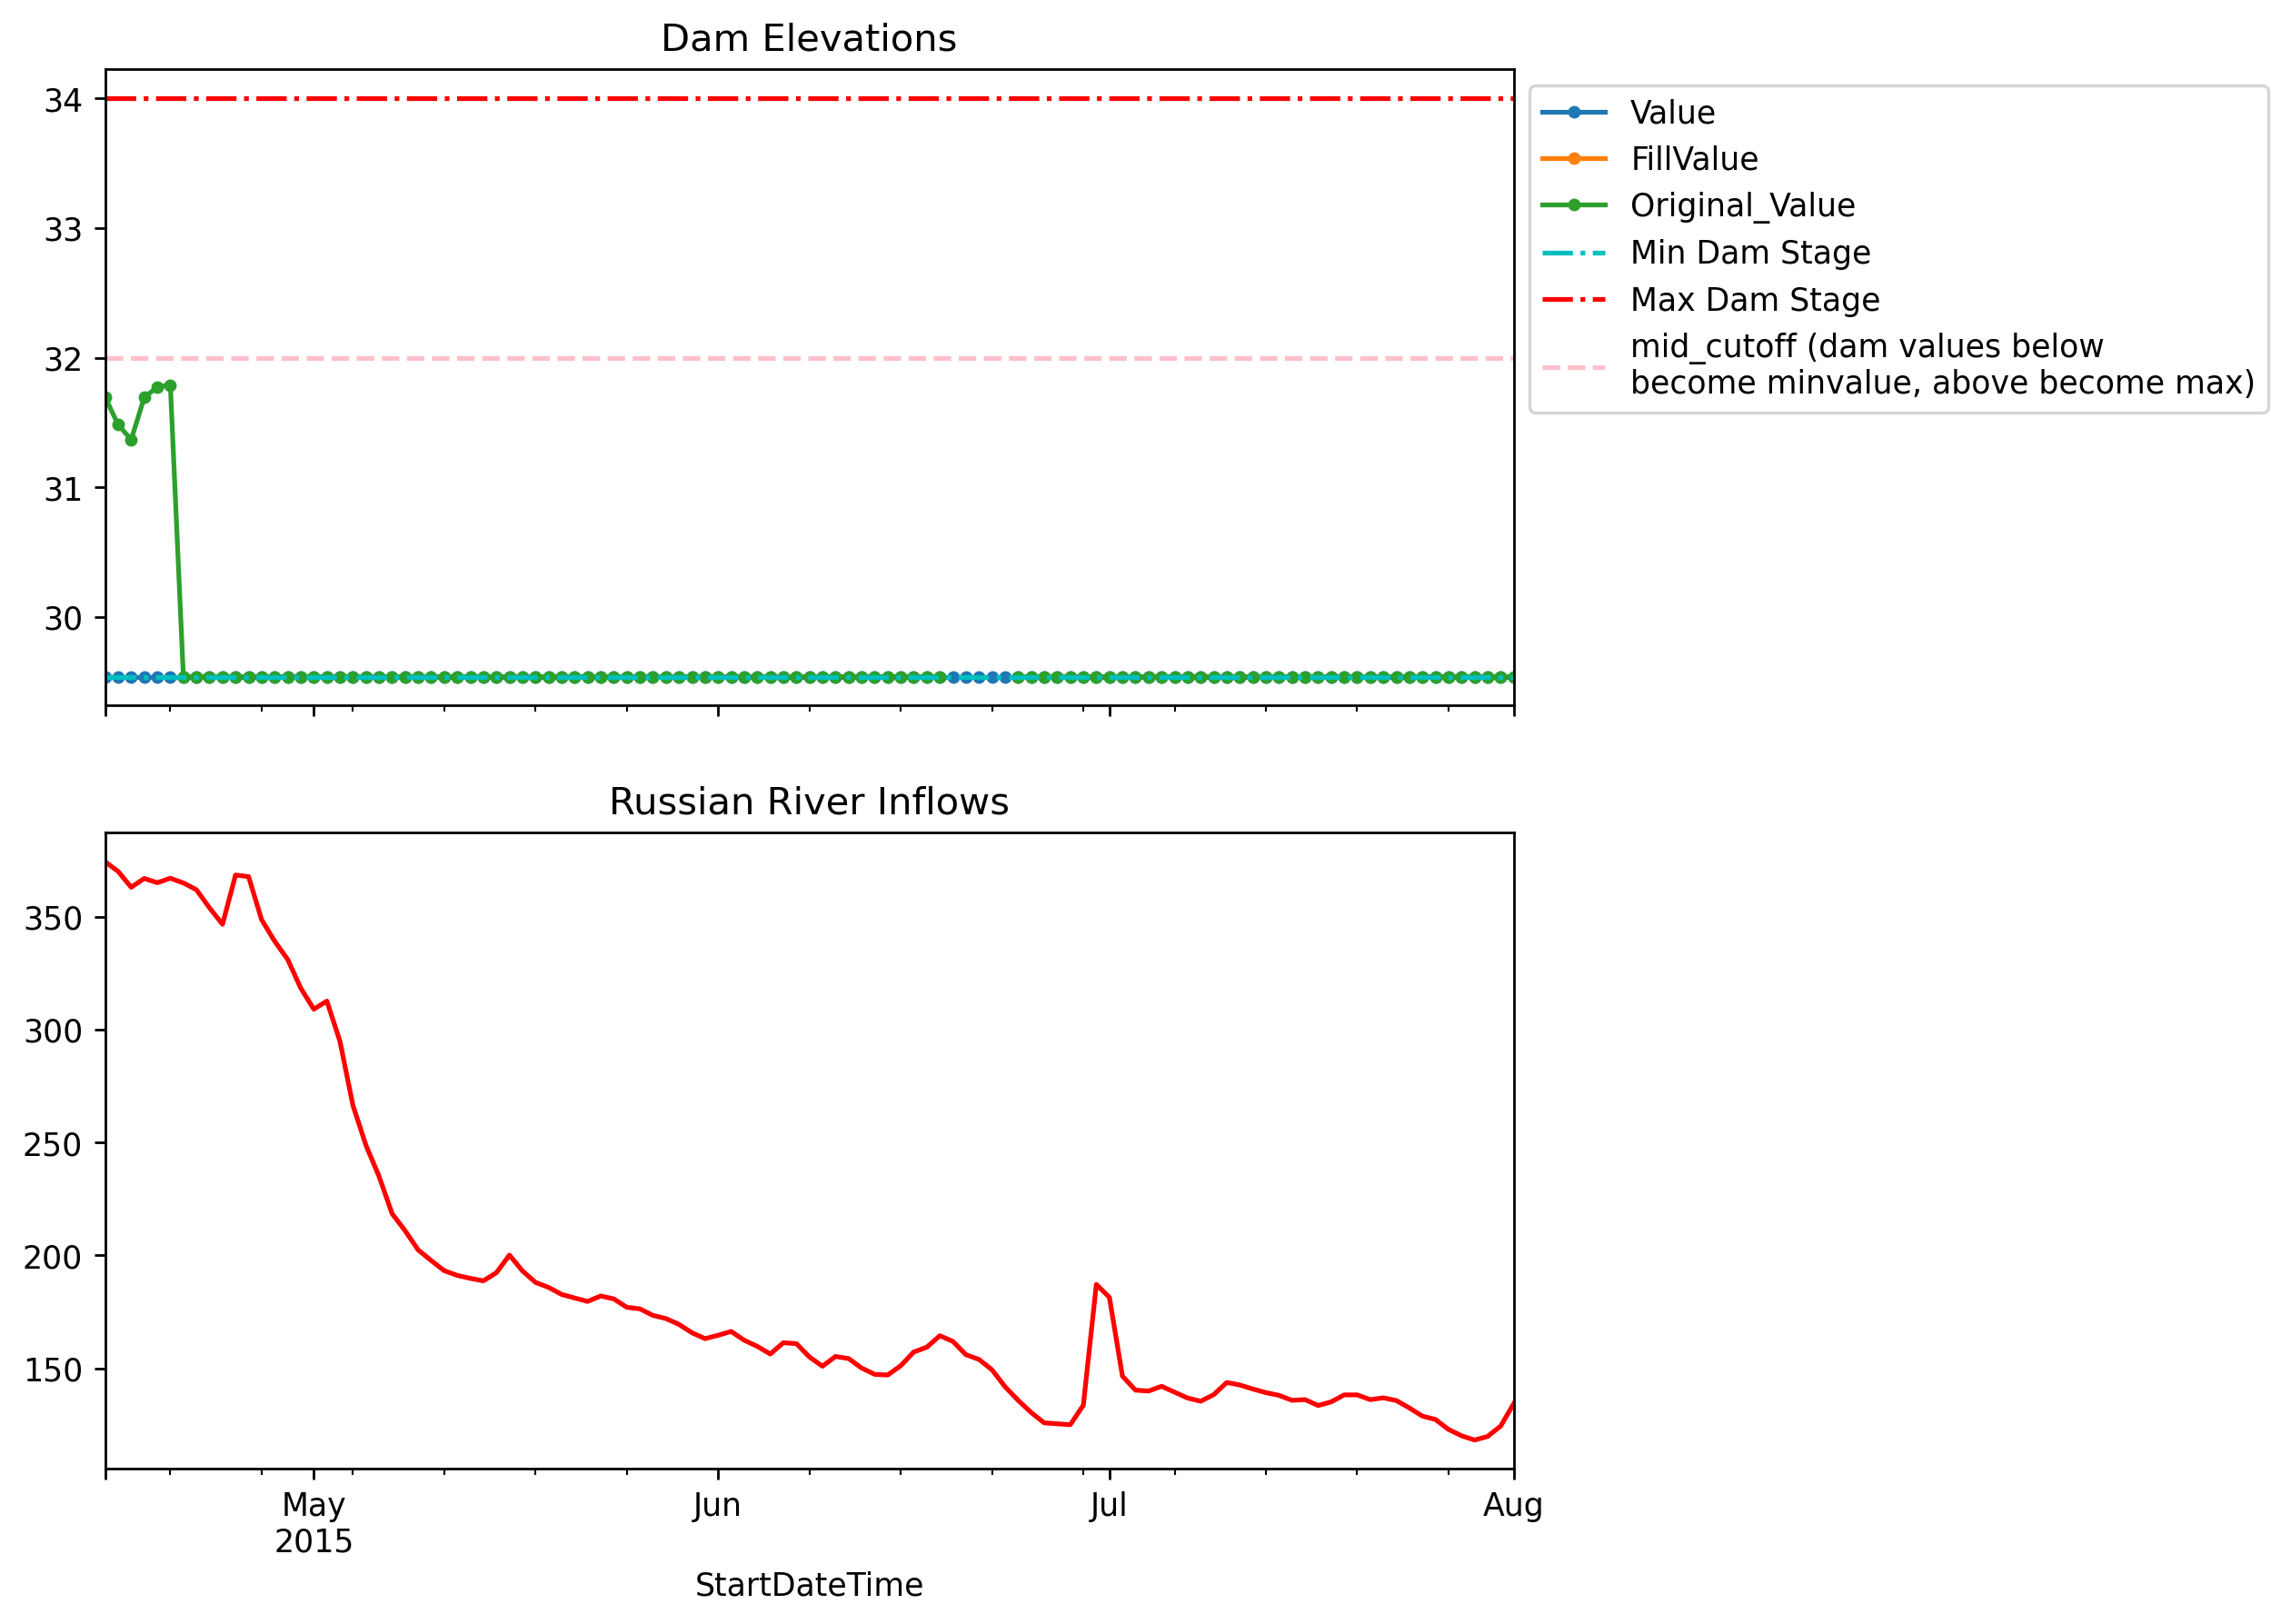 Dam Elevations
34
33
32
31
30
Value
FillValue
Original_Value
Min Dam Stage
Max Dam Stage
mid_cutoff (dam values below
become minvalue, above become max)
Russian River Inflows
350
300
250
200
150
May
2015
Jun
Jul
Aug
StartDateTime